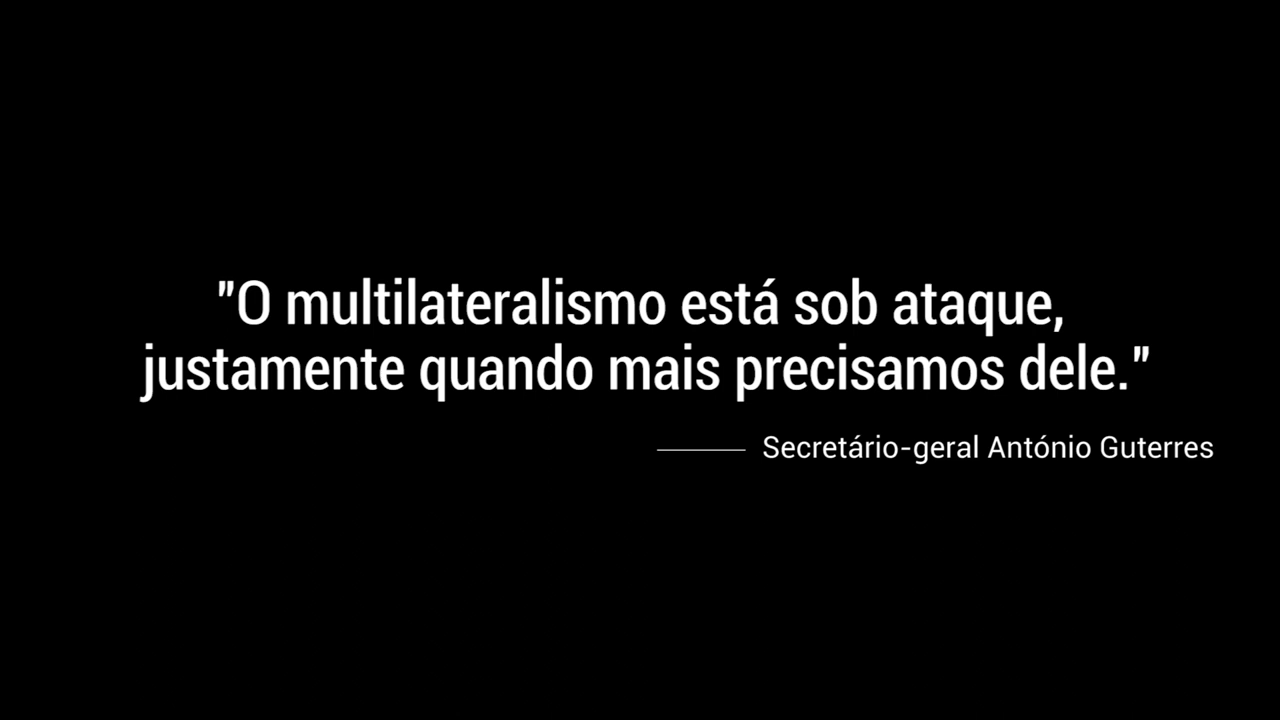 "O multilateralismo está sob ataque,
justamente quando mais precisamos dele."
Secretário-geral António Guterres